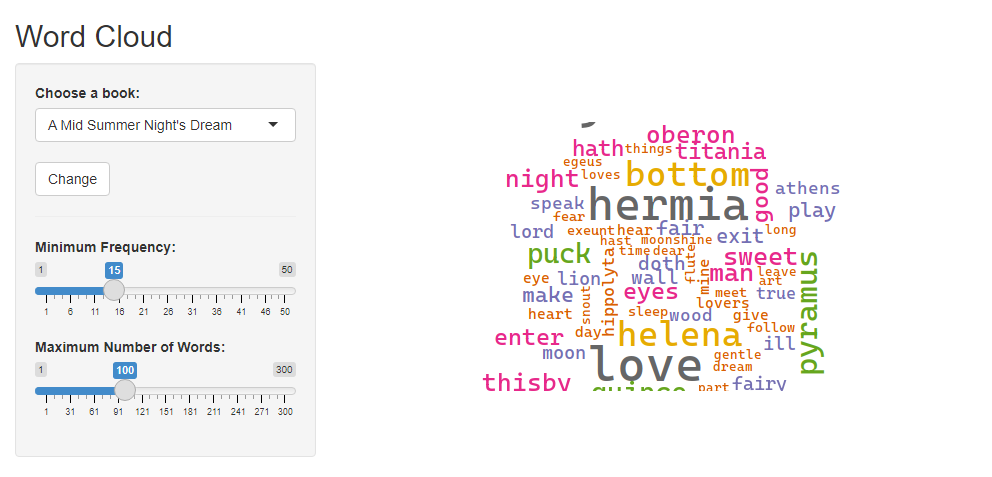 Word Cloud
Choose a book:
A Mid Summer Night's Dream
Change
Minimum Frequency:
1 15 50
1 6 11 16 21 26 31 36 41 46 50
Maximum Number of Words:
1 100 300
1 31 61 91 121 151 181 211 241 271 300
oberon
hath things titania
egeus
night loves bottom
good athens
speak hermia play
fear
lord exeunt hear fair exit long
hast moonshine
puck time dear sweet
doth flute
eye lion wall mine man leave
hippolyta art
make snout eyes meet true
lovers
heart sleep wood give
day follow
enter helena ill
pyramus
moon love gentle
dream
thisby quince part fairy